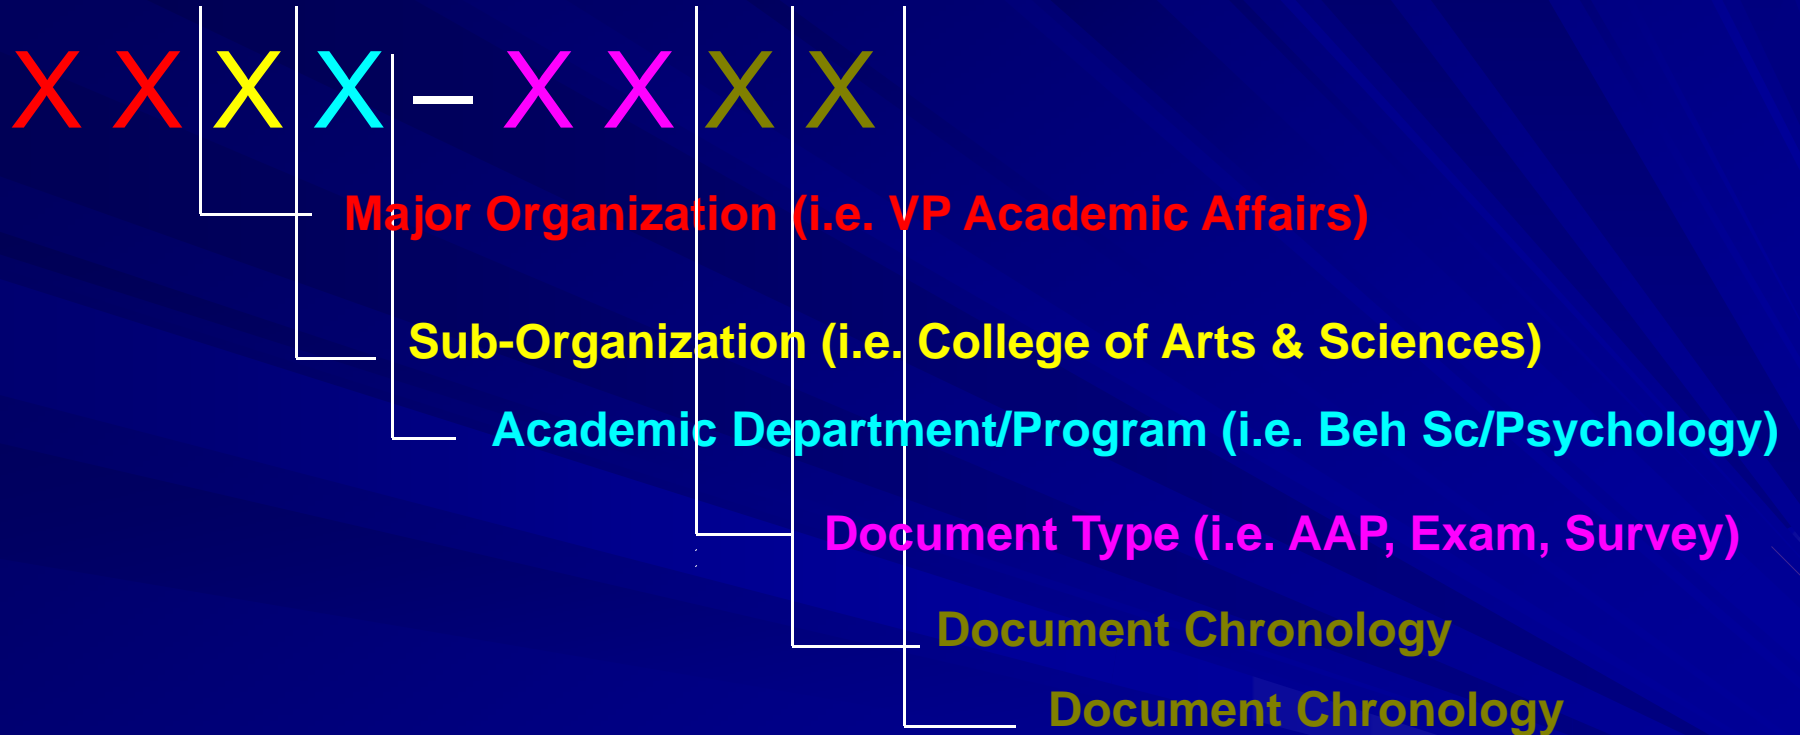 X X X X – X X X X
Major Organization (i.e. VP Academic Affairs)
Sub-Organization (i.e. College of Arts & Sciences)
Academic Department/Program (i.e. Beh Sc/Psychology)
Document Type (i.e. AAP, Exam, Survey)
Document Chronology
Document Chronology